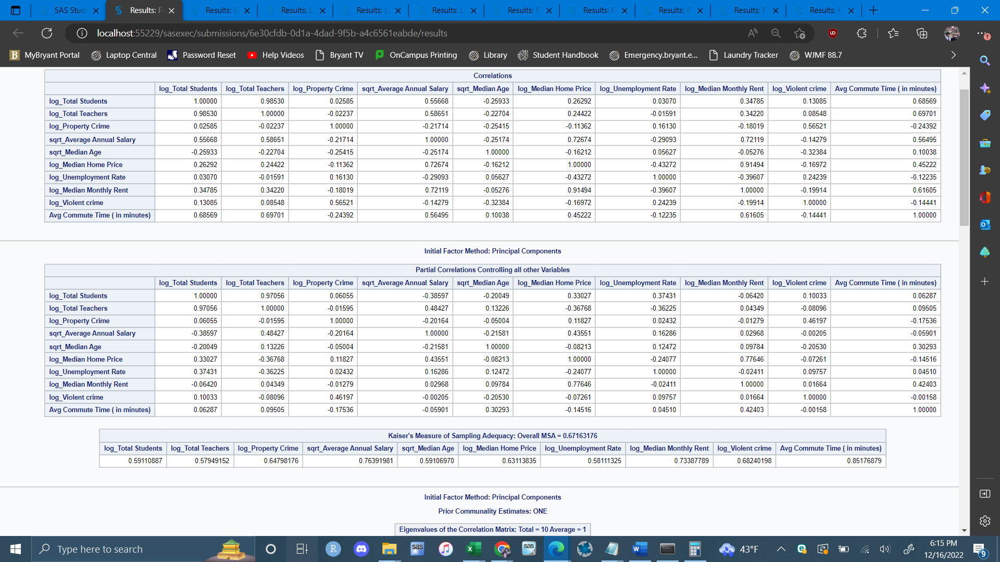 SAS Stud
Results: F
Results: D
Results: L
Results: L
Results: L
Results: F
Results: F
Results: F
Results: F
Results: F
localhost:55229/sasexec/submissions/6e30cfdb-0d1a-4dad-9f5b-a4c6561eabde/results
MyBryant Portal Laptop Central Password Reset Help Videos Bryant TV OnCampus Printing Library Student Handbook Emergency.bryant.e... Laundry Tracker WJMF 88.7
Correlations
log_Total Students log_Total Teachers log_Property Crime sqrt_Average Annual Salary sqrt_Median Age log_Median Home Price log_Unemployment Rate log_Median Monthly Rent log_Violent crime Avg Commute Time ( in minutes)
log_Total Students 1.00000 0.98530 0.02585 0.55668 -0.25933 0.26292 0.03070 0.34785 0.13085 0.68569
log_Total Teachers 0.98530 1.00000 -0.02237 0.58651 -0.22704 0.24422 -0.01591 0.34220 0.08548 0.69701
log_Property Crime 0.02585 -0.02237 1.00000 -0.21714 -0.25415 -0.11362 0.16130 -0.18019 0.56521 -0.24392
sqrt_Average Annual Salary 0.55668 0.58651 -0.21714 1.00000 -0.25174 0.72674 -0.29093 0.72119 -0.14279 0.56495
sqrt_Median Age -0.25933 -0.22704 -0.25415 -0.25174 1.00000 -0.16212 0.05627 -0.05276 -0.32384 0.10038
log_Median Home Price 0.26292 0.24422 -0.11362 0.72674 -0.16212 1.00000 -0.43272 0.91494 -0.16972 0.45222
log_Unemployment Rate 0.03070 -0.01591 0.16130 -0.29093 0.05627 -0.43272 1.00000 -0.39607 0.24239 -0.12235
log_Median Monthly Rent 0.34785 0.34220 -0.18019 0.72119 -0.05276 0.91494 -0.39607 1.00000 -0.19914 0.61605
log_Violent crime 0.13085 0.08548 0.56521 -0.14279 -0.32384 -0.16972 0.24239 -0.19914 1.00000 -0.14441
Avg Commute Time ( in minutes) 0.68569 0.69701 -0.24392 0.56495 0.10038 0.45222 -0.12235 0.61605 -0.14441 1.00000
Initial Factor Method: Principal Components
Partial Correlations Controlling all other Variables
log_Total Students log_Total Teachers log_Property Crime sqrt_Average Annual Salary sqrt_Median Age log_Median Home Price log_Unemployment Rate log_Median Monthly Rent log_Violent crime Avg Commute Time ( in minutes)
log_Total Students 1.00000 0.97056 0.06055 -0.38597 -0.20049 0.33027 0.37431 -0.06420 0.10033 0.06287
log_Total Teachers 0.97056 1.00000 -0.01595 0.48427 0.13226 -0.36768 -0.36225 0.04349 -0.08096 0.09505
log_Property Crime 0.06055 -0.01595 1.00000 -0.20164 -0.05004 0.11827 0.02432 -0.01279 0.46197 -0.17536
sqrt_Average Annual Salary -0.38597 0.48427 -0.20164 1.00000 -0.21581 0.43551 0.16286 0.02968 -0.00205 -0.05901
sqrt_Median Age -0.20049 0.13226 -0.05004 -0.21581 1.00000 -0.08213 0.12472 0.09784 -0.20530 0.30293
log_Median Home Price 0.33027 -0.36768 0.11827 0.43551 -0.08213 1.00000 -0.24077 0.77646 -0.07261 -0.14516
log_Unemployment Rate 0.37431 -0.36225 0.02432 0.16286 0.12472 -0.24077 1.00000 -0.02411 0.09757 0.04510
log_Median Monthly Rent -0.06420 0.04349 -0.01279 0.02968 0.09784 0.77646 -0.02411 1.00000 0.01664 0.42403
log_Violent crime 0.10033 -0.08096 0.46197 -0.00205 -0.20530 -0.07261 0.09757 0.01664 1.00000 -0.00158
Avg Commute Time ( in minutes) 0.06287 0.09505 -0.17536 -0.05901 0.30293 -0.14516 0.04510 0.42403 -0.00158 1.00000
Kaiser's Measure of Sampling Adequacy: Overall MSA = 0.67163176
log_Total Students log_Total Teachers log_Property Crime sqrt_Average Annual Salary sqrt_Median Age log_Median Home Price log_Unemployment Rate log_Median Monthly Rent log_Violent crime Avg Commute Time ( in minutes)
0.59110887 0.57949152 0.64798176 0.76391981 0.59106970 0.63113835 0.58111325 0.73387789 0.68240198 0.85176879
Initial Factor Method: Principal Components
Prior Communality Estimates: ONE
Eigenvalues of the Correlation Matrix: Total = 10 Average = 1
Type here to search
43°F
6:15 PM
12/16/2022
9